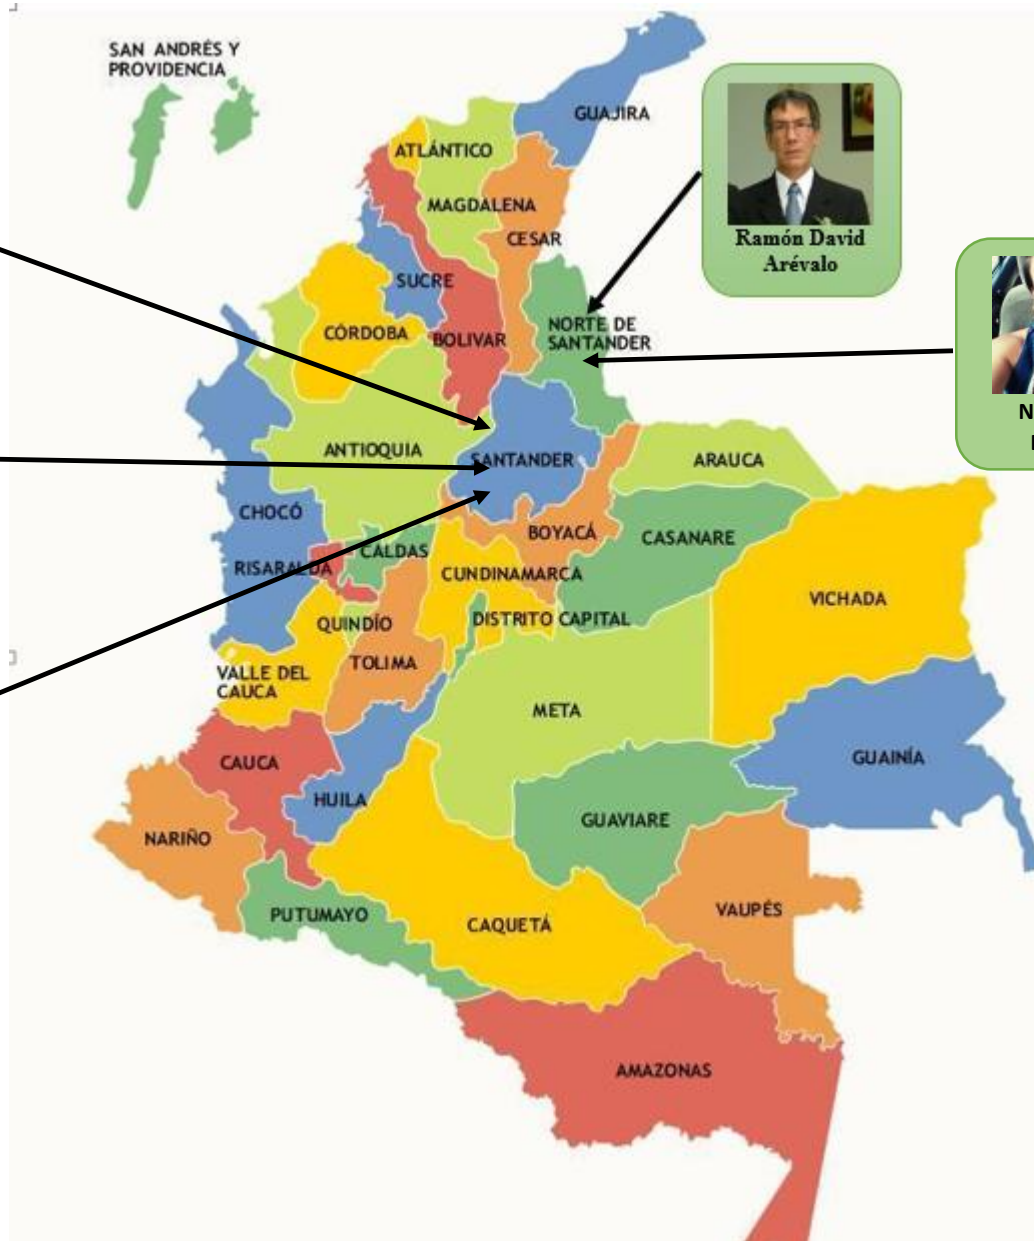 SAN ANDRÉS Y
PROVIDENCIA
GUAJIRA
ATLÁNTICO
MAGDALENA
CESAR
Ramón David
Arévalo
SUCRE
CÓRDOBA
BOLIVAR
NORTE DE
SANTANDER
ANTIOQUIA
SANTANDER
ARAUCA
CHOCÓ
BOYACÁ
CASANARE
CALDAS
RISARALDA
CUNDINAMARCA
VICHADA
QUINDÍO
DISTRITO CAPITAL
TOLIMA
VALLE DEL
CAUCA
META
CAUCA
GUAINÍA
HUILA
GUAVIARE
NARIÑO
PUTUMAYO
CAQUETÁ
VAUPÉS
AMAZONAS